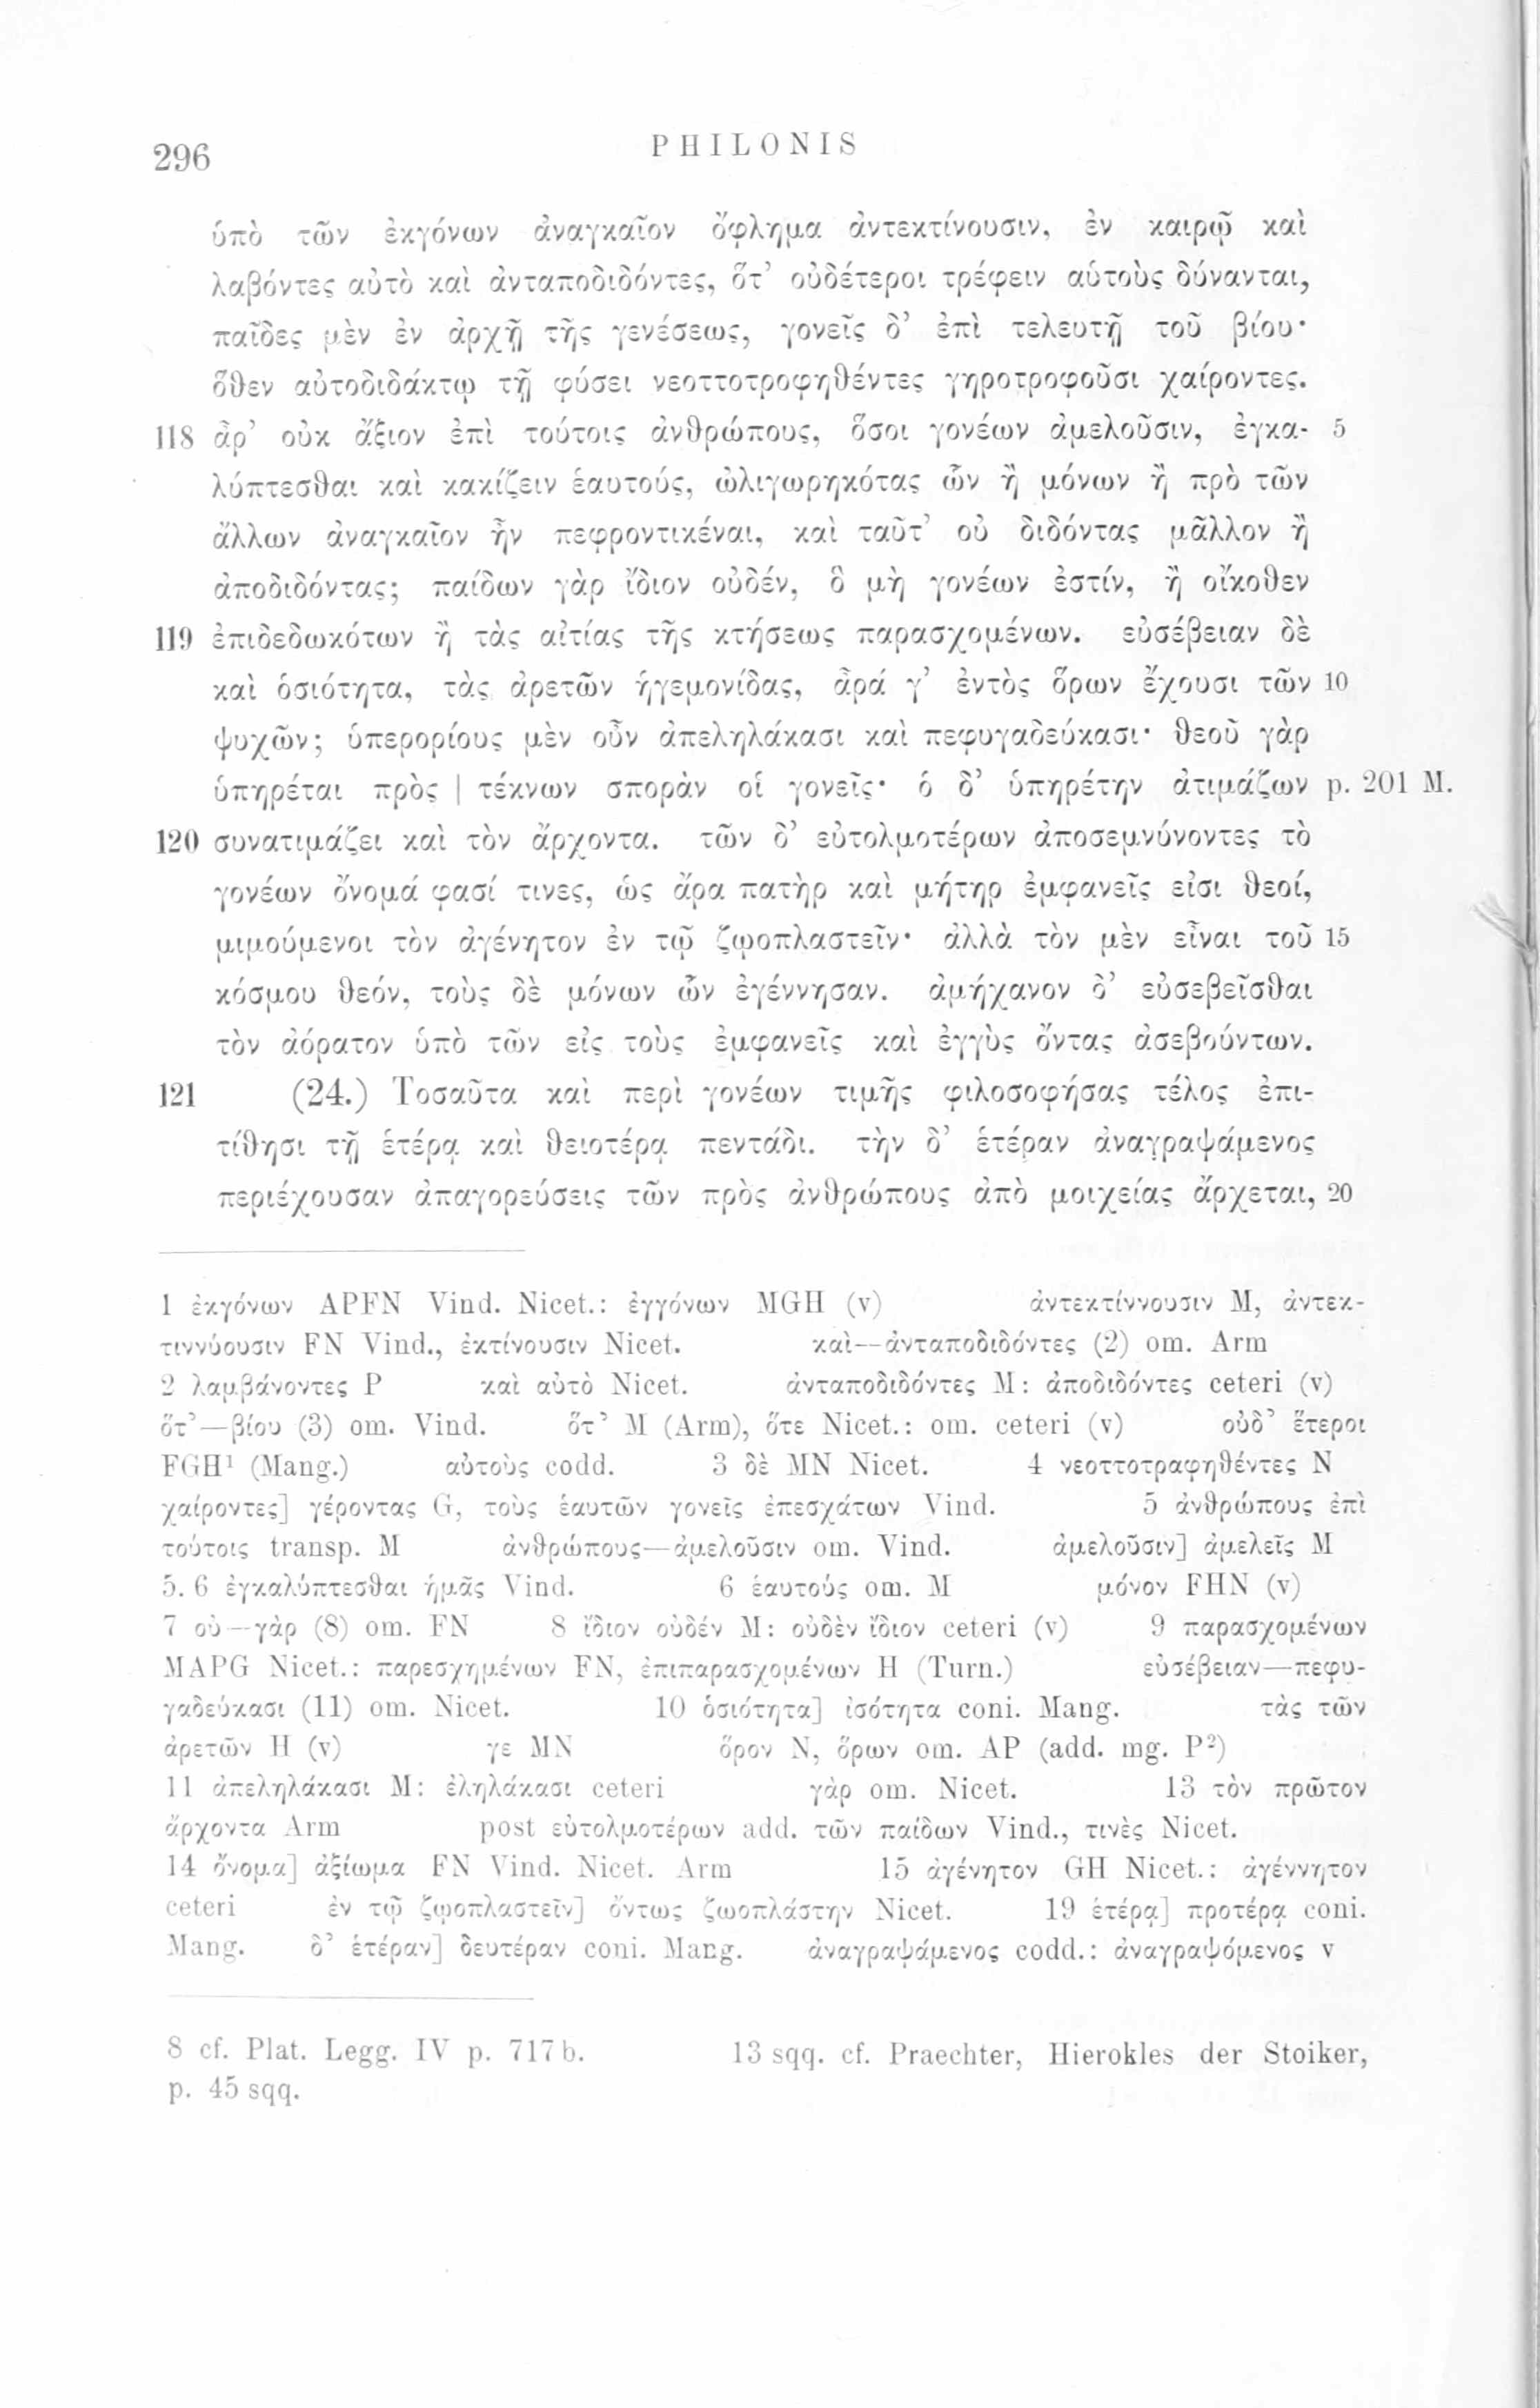 296
PHILONIS
ὑπὸ τῶν ἐκγόνων ἀναγκαῖον ὄφλημα ἀντεκτίνουσιν, ἐν καιρῷ καὶ
λαβόντες αὐτὸ καὶ ἀνταποδιδόντες, ὅτ’ οὐδέτεροι τρέφειν αὑτοὺς δύνανται,
παῖδες μὲν ἐν ἀρχῇ τῆς γενέσεως, γονεῖς δ’ ἐπὶ τελευτῇ τοῦ βίου·
ὅθεν αὐτοδιδάκτῳ τῇ φύσει νεοττοτροφηθέντες γηροτροφοῦσι χαίροντες.
118 ἆρ’ οὐκ ἄξιον ἐπὶ τούτοις ἀνθρώπους, ὅσοι γονέων ἀμελοῦσιν, ἐγκα- 5
λύπτεσθαι καὶ κακίζειν ἑαυτούς, ὠλιγωρηκότας ὧν ἢ μόνων ἢ πρὸ τῶν
ἄλλων ἀναγκαῖον ἦν πεφροντικέναι, καὶ ταῦτ’ οὐ διδόντας μᾶλλον ἢ
ἀποδιδόντας; παίδων γὰρ ἴδιον οὐδέν, ὃ μὴ γονέων ἐστίν, ἢ οἴκοθεν
119 ἐπιδεδωκότων ἢ τὰς αἰτίας τῆς κτήσεως παρασχομένων. εὐσέβειαν δὲ
καὶ ὁσιότητα, τὰς ἀρετῶν ἡγεμονίδας, ἆρά γ’ ἐντὸς ὅρων ἔχουσι τῶν 10
ψυχῶν; ὑπερορίους μὲν οὖν ἀπεληλάκασι καὶ πεφυγαδεύκασι· θεοῦ γὰρ
ὑπηρέται πρὸς | τέκνων σπορὰν οἱ γονεῖς· ὁ δ’ ὑπηρέτην ἀτιμάζων p. 201 M.
120 συνατιμάζει καὶ τὸν ἄρχοντα. τῶν δ’ εὐτολμοτέρων ἀποσεμνύνοντες τὸ
γονέων ὄνομά φασί τινες, ὡς ἄρα πατὴρ καὶ μήτηρ ἐμφανεῖς εἰσι θεοί,
μιμούμενοι τὸν ἀγένητον ἐν τῷ ζῳοπλαστεῖν· ἀλλὰ τὸν μὲν εἶναι τοῦ 15
κόσμου θεόν, τοὺς δὲ μόνων ὧν ἐγέννησαν. ἀμήχανον δ’ εὐσεβεῖσθαι
τὸν ἀόρατον ὑπὸ τῶν εἰς τοὺς ἐμφανεῖς καὶ ἐγγὺς ὄντας ἀσεβούντων.
121 (24.) Τοσαῦτα καὶ περὶ γονέων τιμῆς φιλοσοφήσας τέλος ἐπι-
τίθησι τῇ ἑτέρᾳ καὶ θειοτέρᾳ πεντάδι. τὴν δ’ ἑτέραν ἀναγραψάμενος
περιέχουσαν ἀπαγορεύσεις τῶν πρὸς ἀνθρώπους ἀπὸ μοιχείας ἄρχεται, 20
1 ἐκγόνων APFN Vind. Nicet.: ἐγγόνων MGH (v) ἀντεκτίννουσιν M, ἀντεκ-
τιννύουσιν FN Vind., ἐκτίνουσιν Nicet. καὶ—ἀνταποδιδόντες (2) om. Arm
2 λαμβάνοντες P καὶ αὐτὸ Nicet. ἀνταποδιδόντες M: ἀποδιδόντες ceteri (v)
ὅτ’—βίου (3) om. Vind. ὅτ’ M (Arm), ὅτε Nicet.: om. ceteri (v) οὐδ’ ἕτεροι
FGH¹ (Mang.) αὐτοὺς codd. 3 δὲ MN Nicet. 4 νεοττοτραφηθέντες N
χαίροντες] γέροντας G, τοὺς ἑαυτῶν γονεῖς ἐπεσχάτων Vind. 5 ἀνθρώπους ἐπὶ
τούτοις transp. M ἀνθρώπους—ἀμελοῦσιν om. Vind. ἀμελοῦσιν] ἀμελεῖς M
5. 6 ἐγκαλύπτεσθαι ἡμᾶς Vind. 6 ἑαυτούς om. M μόνον FHN (v)
7 οὐ—γὰρ (8) om. FN 8 ἴδιον οὐδέν M: οὐδὲν ἴδιον ceteri (v) 9 παρασχομένων
MAPG Nicet.: παρεσχημένων FN, ἐπιπαρασχομένων H (Turn.) εὐσέβειαν—πεφυ-
γαδεύκασι (11) om. Nicet. 10 ὁσιότητα] ἰσότητα coni. Mang. τὰς τῶν
ἀρετῶν H (v) γε MN ὅρον N, ὅρων om. AP (add. mg. P²)
11 ἀπεληλάκασι M: ἐληλάκασι ceteri γὰρ om. Nicet. 13 τὸν πρῶτον
ἄρχοντα Arm post εὐτολμοτέρων add. τῶν παίδων Vind., τινὲς Nicet.
14 ὄνομα] ἀξίωμα FN Vind. Nicet. Arm 15 ἀγένητον GH Nicet.: ἀγέννητον
ceteri ἐν τῷ ζῳοπλαστεῖν] ὄντως ζωοπλάστην Nicet. 19 ἑτέρᾳ] προτέρᾳ coni.
Mang. δ’ ἑτέραν] δευτέραν coni. Mang. ἀναγραψάμενος codd.: ἀναγραψόμενος v
8 cf. Plat. Legg. IV p. 717 b. 13 sqq. cf. Praechter, Hierokles der Stoiker,
p. 45 sqq.